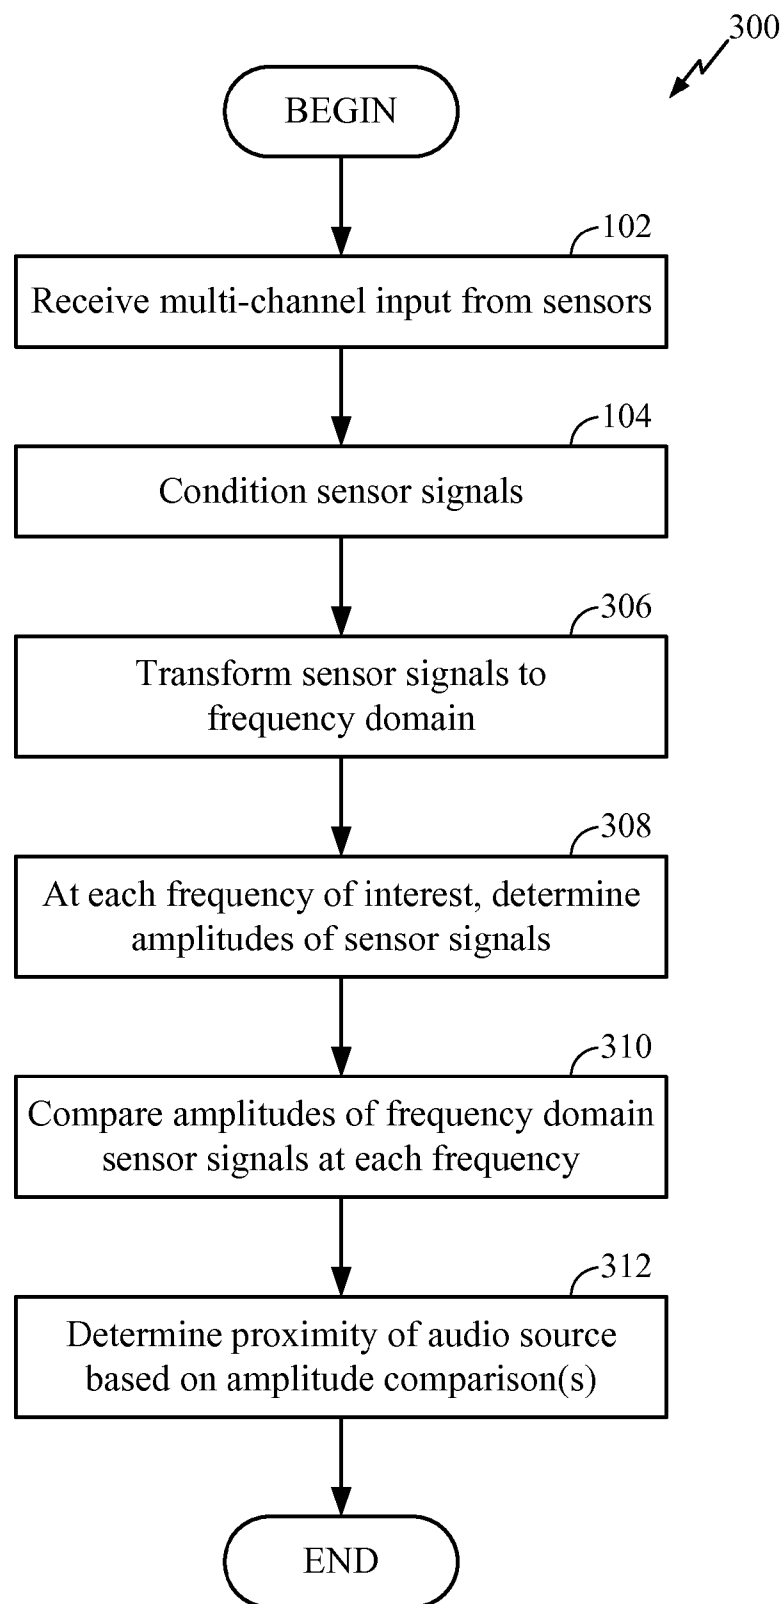 300
BEGIN
102
Receive multi-channel input from sensors
104
Condition sensor signals
306
Transform sensor signals to
frequency domain
308
At each frequency of interest, determine
amplitudes of sensor signals
310
Compare amplitudes of frequency domain
sensor signals at each frequency
312
Determine proximity of audio source
based on amplitude comparison(s)
END